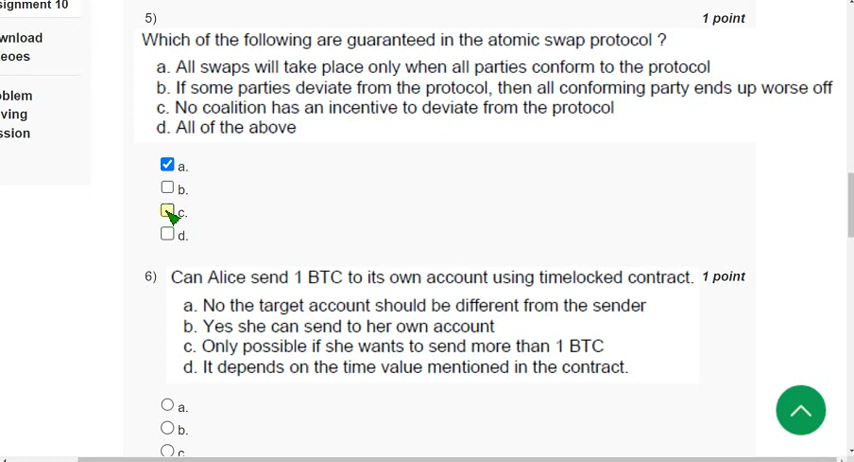 signment 10
wnload
eoes
blem
ving
ssion
5)
1 point
Which of the following are guaranteed in the atomic swap protocol ?
a. All swaps will take place only when all parties conform to the protocol
b. If some parties deviate from the protocol, then all conforming party ends up worse off
c. No coalition has an incentive to deviate from the protocol
d. All of the above
a.
b.
c.
d.
6) Can Alice send 1 BTC to its own account using timelocked contract. 1 point
a. No the target account should be different from the sender
b. Yes she can send to her own account
c. Only possible if she wants to send more than 1 BTC
d. It depends on the time value mentioned in the contract.
a.
b.
c